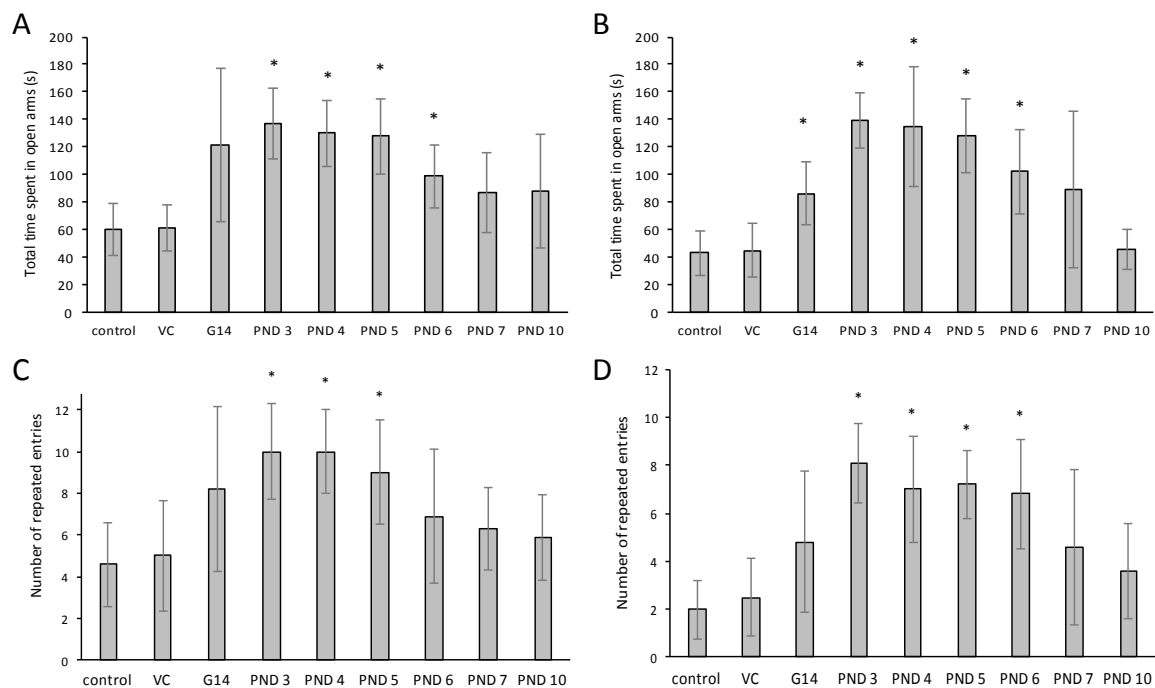 A
Total time spent in open arms (s)
200
180
160
140
120
100
80
60
40
20
0
* * * *
control VC G14 PND 3 PND 4 PND 5 PND 6 PND 7 PND 10
B
Total time spent in open arms (s)
200
180
160
140
120
100
80
60
40
20
0
* * * * *
control VC G14 PND 3 PND 4 PND 5 PND 6 PND 7 PND 10
C
Number of repeated entries
12
10
8
6
4
2
0
* * *
control VC G14 PND 3 PND 4 PND 5 PND 6 PND 7 PND 10
D
Number of repeated entries
12
10
8
6
4
2
0
* * * *
control VC G14 PND 3 PND 4 PND 5 PND 6 PND 7 PND 10